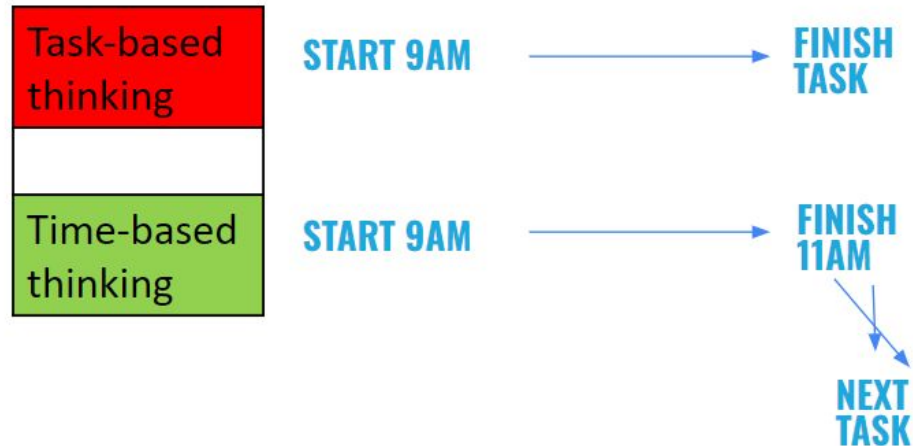 Task-based
thinking
START 9AM
FINISH
TASK
Time-based
thinking
START 9AM
FINISH
11AM
NEXT
TASK